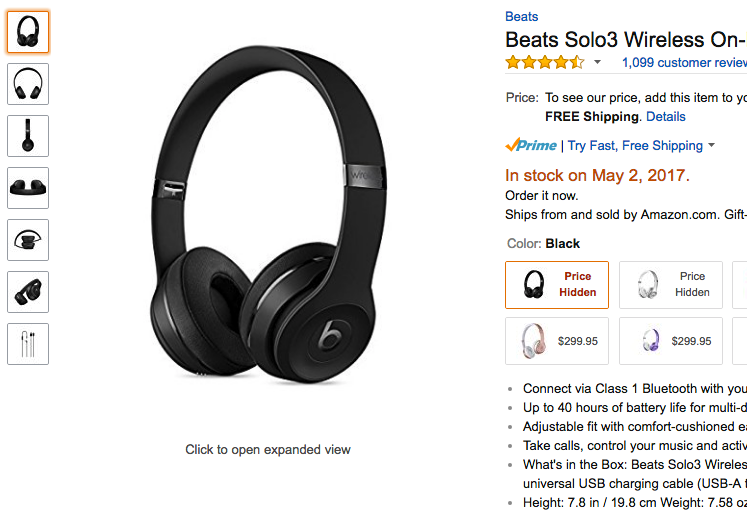 Beats
Beats Solo3 Wireless On-
1,099 customer review
Price: To see our price, add this item to yo
FREE Shipping. Details
Prime | Try Fast, Free Shipping
In stock on May 2, 2017.
Order it now.
Ships from and sold by Amazon.com. Gift-
Color: Black
Price Hidden
Price Hidden
$299.95
$299.95
Connect via Class 1 Bluetooth with you
Up to 40 hours of battery life for multi-d
Adjustable fit with comfort-cushioned ea
Take calls, control your music and activ
What's in the Box: Beats Solo3 Wireles
universal USB charging cable (USB-A t
Height: 7.8 in / 19.8 cm Weight: 7.58 oz
b
Click to open expanded view